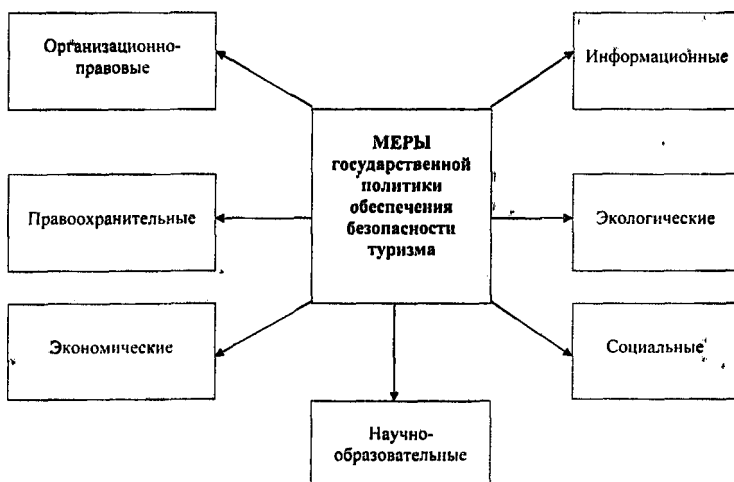 Организационно-
правовые
Информационные
МЕРЫ
государственной
политики
обеспечения
безопасности
туризма
Правоохранительные
Экологические
Экономические
Социальные
Научно-
образовательные